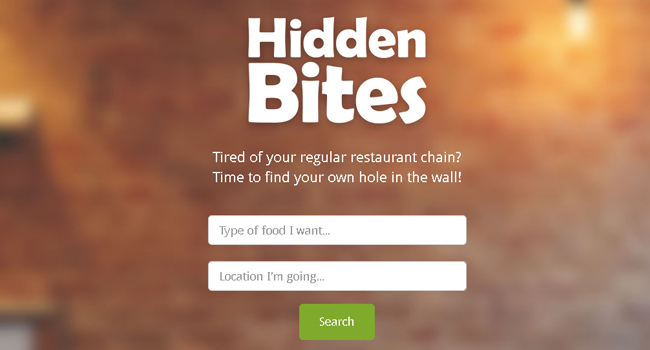 Hidden
Bites
Tired of your regular restaurant chain?
Time to find your own hole in the wall!
Type of food I want...
Location I'm going...
Search